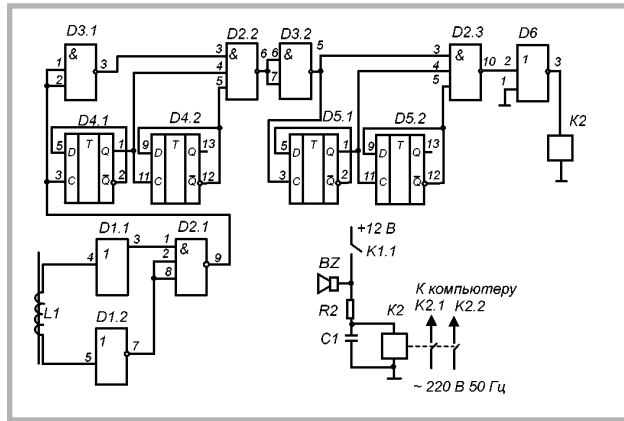 D3.1 D2.2 D3.2 D2.3 D6
& & & & 1
1 2 3 3 4 5 6 6 7 5 3 4 5 10 2 1 3
K2
D4.1 D4.2 D5.1 D5.2
5 D T Q 1 9 D T Q 13 5 D T Q 1 9 D T Q 13
3 C Q 2 11 C Q 12 3 C Q 2 11 C Q 12
D1.1 D2.1
4 1 3 1 2 8 & 9
L1
D1.2
5 1 7
+12 В
K1.1
BZ
R2 K2
C1
К компьютеру
K2.1 K2.2
~ 220 В 50 Гц